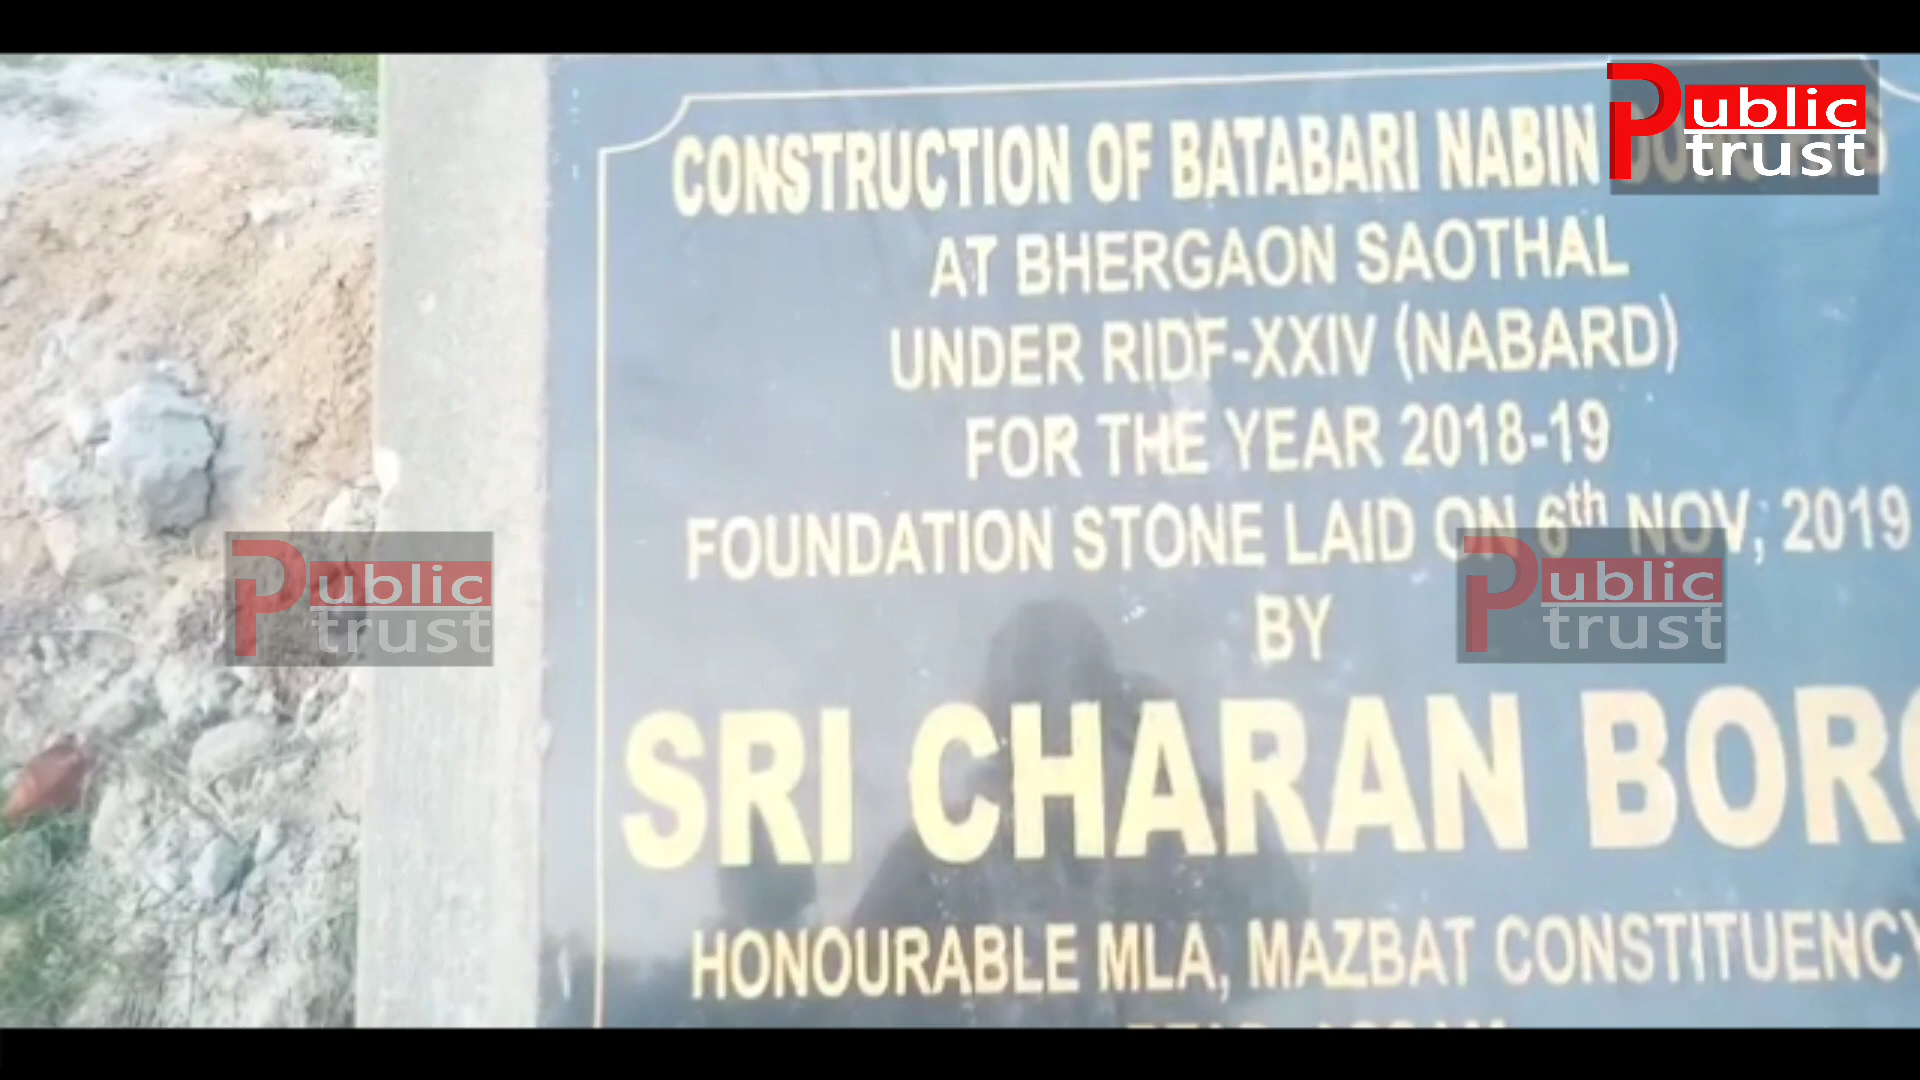 CONSTRUCTION OF BATABARI NABIN
AT BHERGAON SAOTHAL
UNDER RIDF-XXIV (NABARD)
FOR THE YEAR 2018-19
FOUNDATION STONE LAID ON 6th NOV, 2019
BY
SRI CHARAN BORO
HONOURABLE MLA, MAZBAT CONSTITUENCY
Public
trust
Public
trust
Public
trust